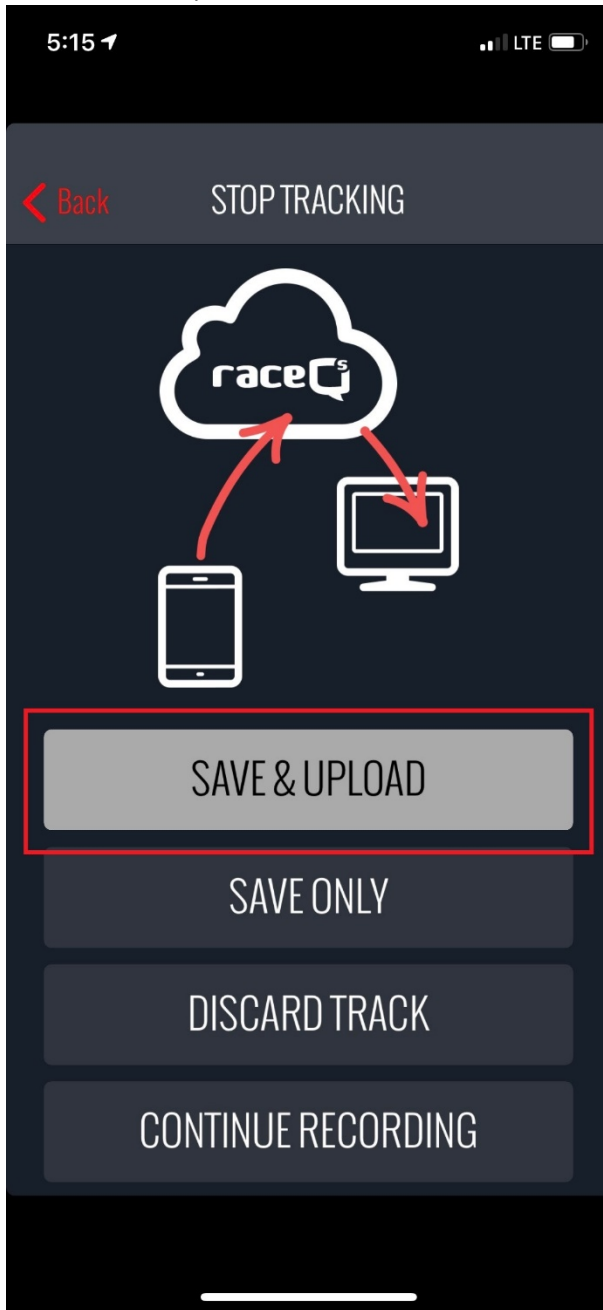 5:15 LTE
Back STOP TRACKING
raceQs
SAVE & UPLOAD
SAVE ONLY
DISCARD TRACK
CONTINUE RECORDING